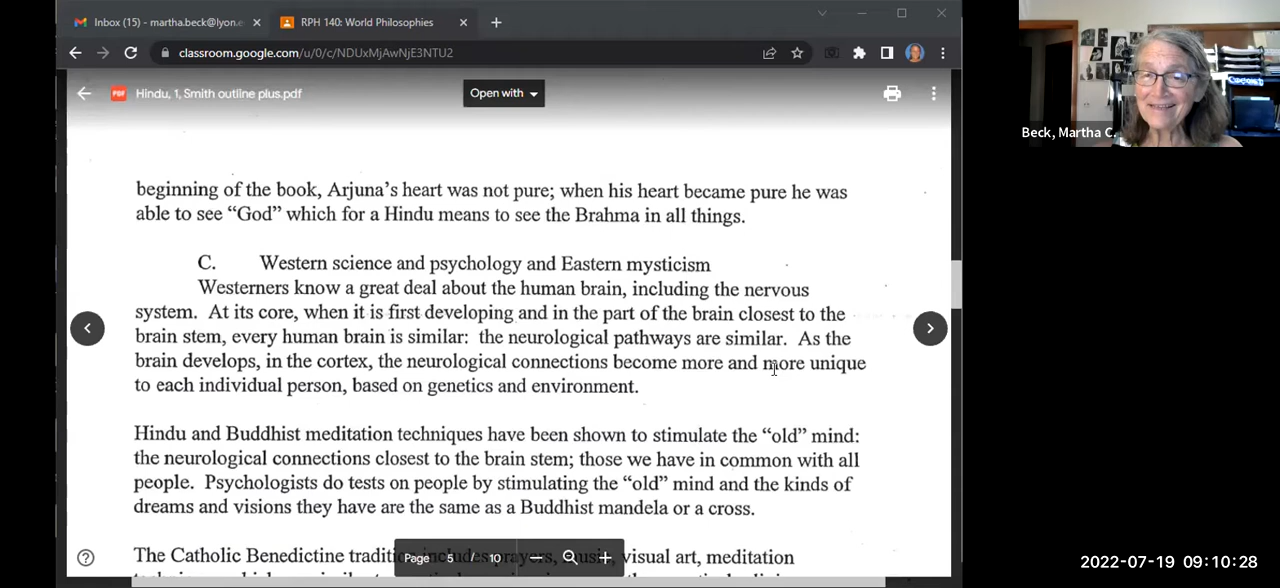 Inbox (15) - martha.beck@lyon.e
RPH 140: World Philosophies
classroom.google.com/u/0/c/NDUxMjAwNjE3NTU2
PDF
Hindu, 1, Smith outline plus.pdf
Open with
Beck, Martha C.
beginning of the book, Arjuna's heart was not pure; when his heart became pure he was
able to see "God" which for a Hindu means to see the Brahma in all things.
C. Western science and psychology and Eastern mysticism
Westerners know a great deal about the human brain, including the nervous
system. At its core, when it is first developing and in the part of the brain closest to the
brain stem, every human brain is similar: the neurological pathways are similar. As the
brain develops, in the cortex, the neurological connections become more and more unique
to each individual person, based on genetics and environment.
Hindu and Buddhist meditation techniques have been shown to stimulate the "old" mind:
the neurological connections closest to the brain stem; those we have in common with all
people. Psychologists do tests on people by stimulating the "old" mind and the kinds of
dreams and visions they have are the same as a Buddhist mandela or a cross.
The Catholic Benedictine visual art, meditation
Page 5 / 10
2022-07-19 09:10:28